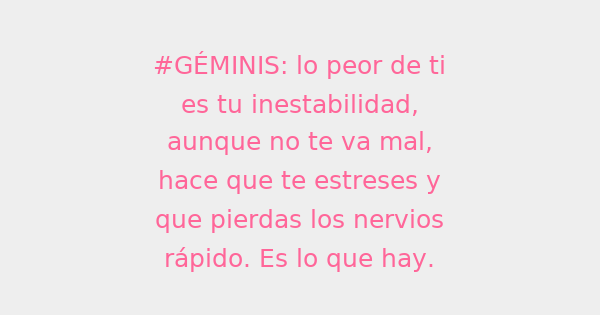 #GÉMINIS: lo peor de ti
es tu inestabilidad,
aunque no te va mal,
hace que te estreses y
que pierdas los nervios
rápido. Es lo que hay.